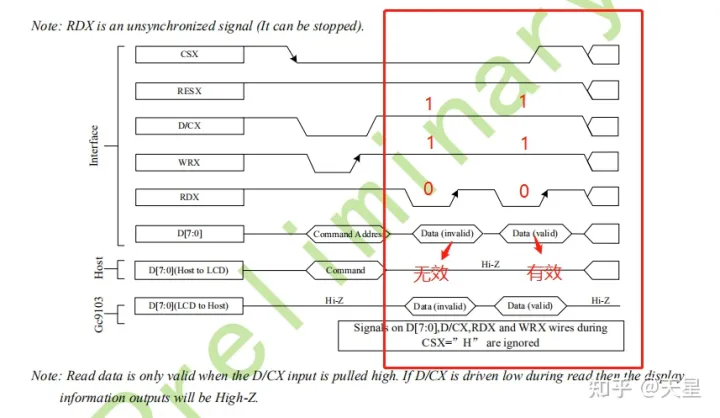 Note: RDX is an unsynchronized signal (It can be stopped).
CSX
RESX
1 1
D/CX
1 1
WRX
0 0
RDX
Interface
D[7:0] Command Addres Data (invalid) Data (valid)
Host
D[7:0](Host to LCD) Command 无效 Hi-Z 有效
Gc9103
D[7:0](LCD to Host) Hi-Z Data (invalid) Data (valid) Hi-Z
Signals on D[7:0],D/CX,RDX and WRX wires during
CSX=”H” are ignored
Note: Read data is only valid when the D/CX input is pulled high. If D/CX is driven low during read then the display
information outputs will be High-Z.
Preliminary
知乎 @天星